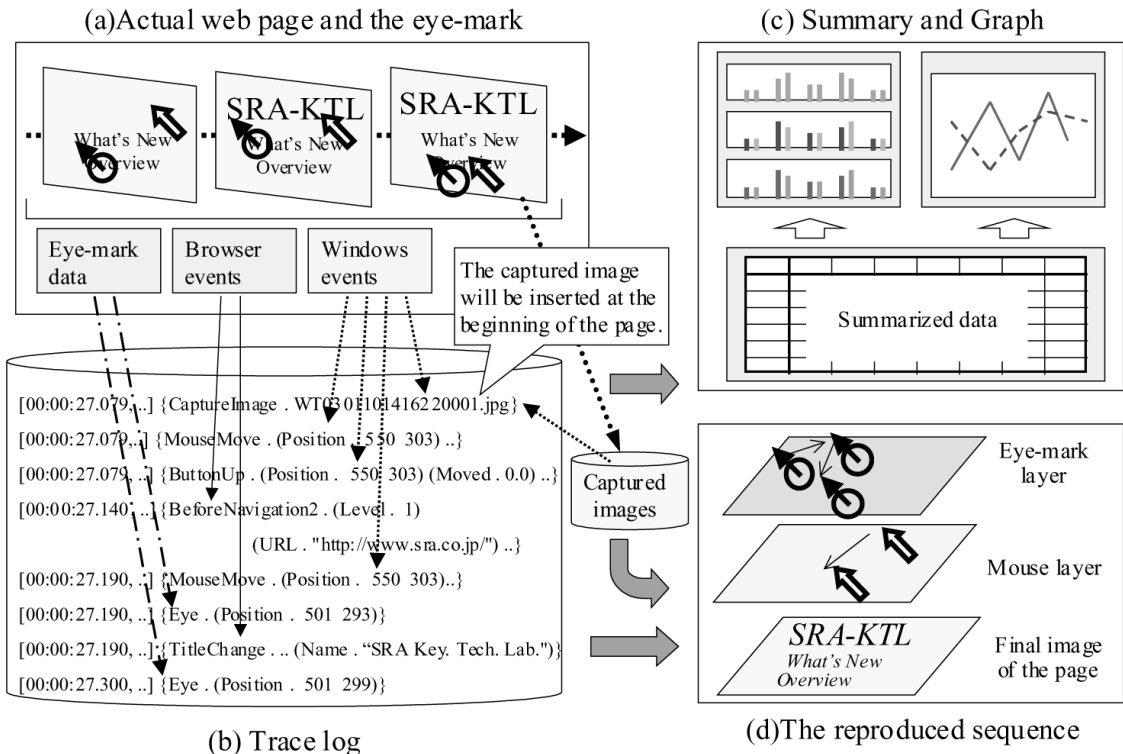 (a)Actual web page and the eye-mark
What's New
Overview
SRA-KTL
What's New
Overview
SRA-KTL
What's New
Overview
Eye-mark
data
Browser
events
Windows
events
The captured image
will be inserted at the
beginning of the page.
[00:00:27.079, ..] {CaptureImage . WT0301101416220001.jpg}
[00:00:27.079, ..] {MouseMove . (Position . 550 303) ..}
[00:00:27.079, ..] {ButtonUp . (Position . 550 303) (Moved . 0.0) ..}
[00:00:27.140, ..] {BeforeNavigation2 . (Level . 1)
(URL . "http://www.sra.co.jp/") ..}
[00:00:27.190, ..] {MouseMove . (Position . 550 303)..}
[00:00:27.190, ..] {Eye . (Position . 501 293)}
[00:00:27.190, ..] {TitleChange . .. (Name . “SRA Key. Tech. Lab.")}
[00:00:27.300, ..] {Eye . (Position . 501 299)}
(b) Trace log
Captured
images
(c) Summary and Graph
Summarized data
Eye-mark
layer
Mouse layer
SRA-KTL
What's New
Overview
Final image
of the page
(d)The reproduced sequence